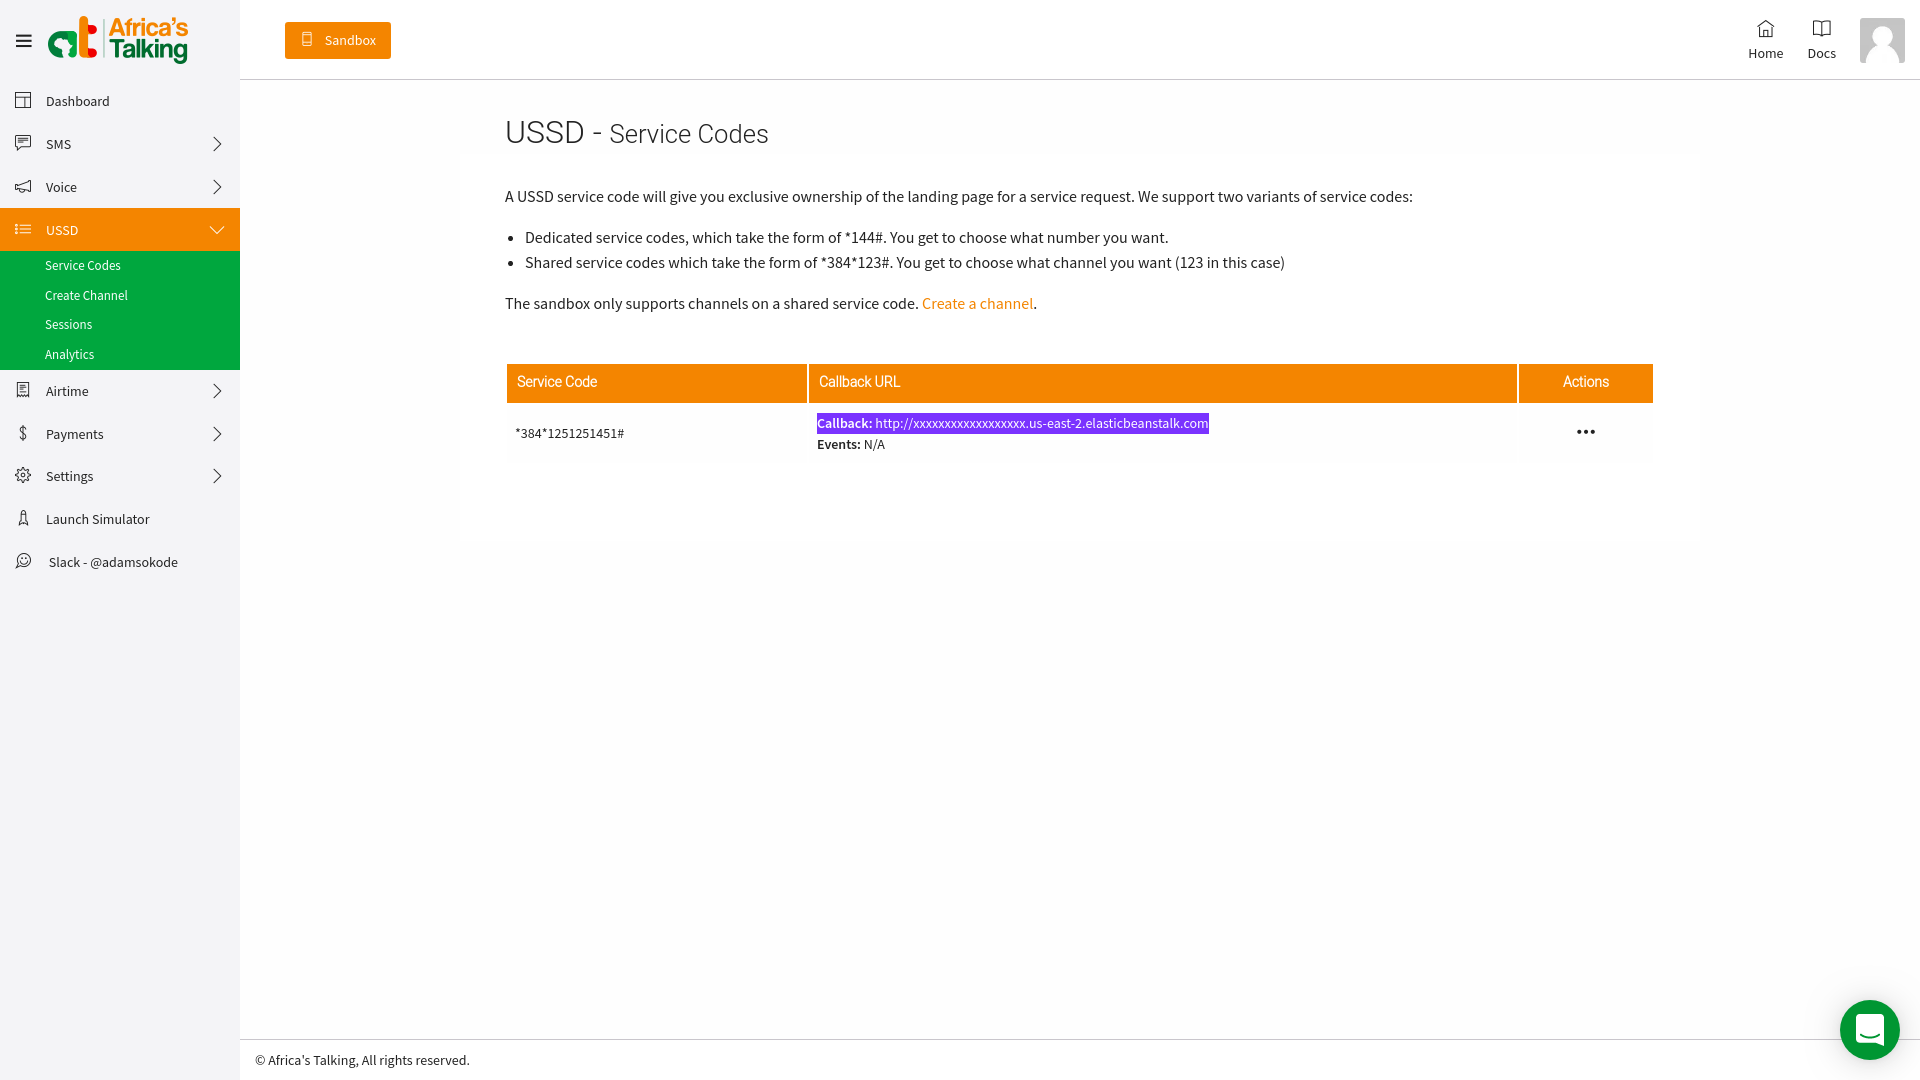 Africa's
Talking
Sandbox
Home
Docs
Dashboard
SMS
Voice
USSD
Service Codes
Create Channel
Sessions
Analytics
Airtime
Payments
Settings
Launch Simulator
Slack - @adamsokode
USSD - Service Codes
A USSD service code will give you exclusive ownership of the landing page for a service request. We support two variants of service codes:
• Dedicated service codes, which take the form of *144#. You get to choose what number you want.
• Shared service codes which take the form of *384*123#. You get to choose what channel you want (123 in this case)
The sandbox only supports channels on a shared service code. Create a channel.
Service Code Callback URL Actions
*384*1251251451#
Callback: http://xxxxxxxxxxxxxxxxxx.us-east-2.elasticbeanstalk.com
Events: N/A
© Africa's Talking, All rights reserved.